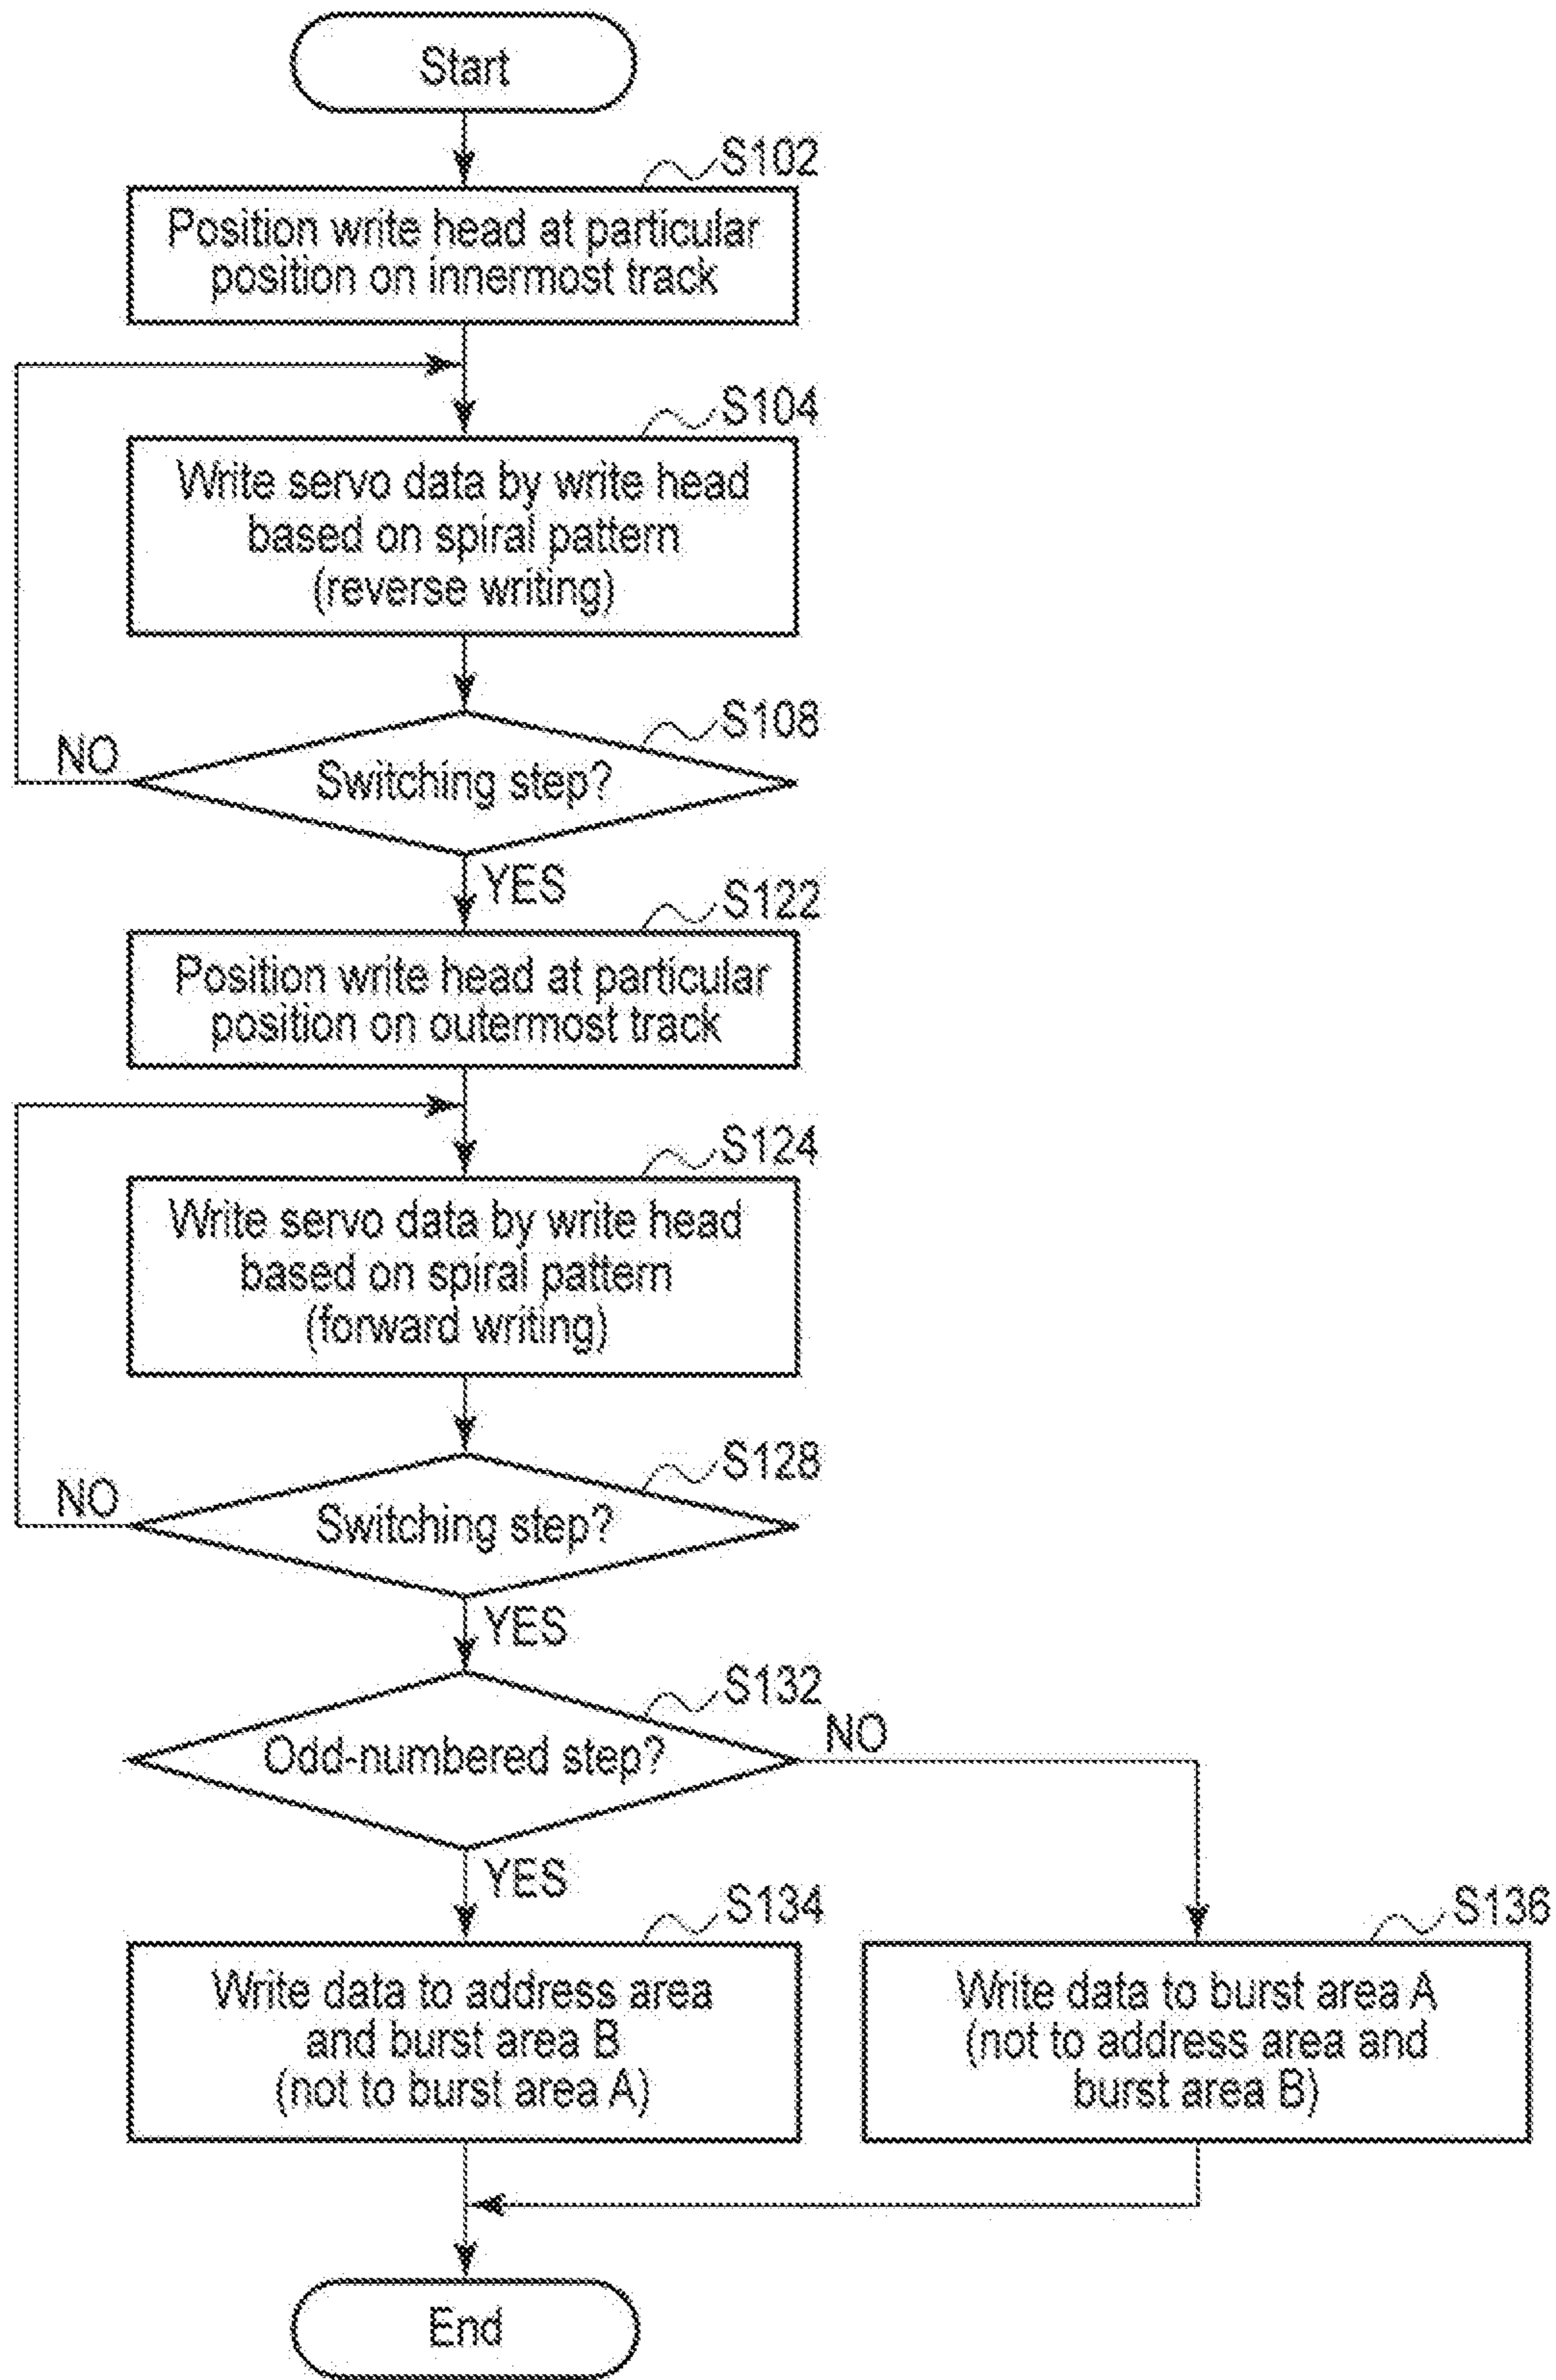 Start
S102
Position write head at particular
position on innermost track
S104
Write servo data by write head
based on spiral pattern
(reverse writing)
S108
Switching step?
NO
YES
S122
Position write head at particular
position on outermost track
S124
Write servo data by write head
based on spiral pattern
(forward writing)
S128
Switching step?
NO
YES
S132
Odd-numbered step?
NO
YES
S134
Write data to address area
and burst area B
(not to burst area A)
S136
Write data to burst area A
(not to address area and
burst area B)
End